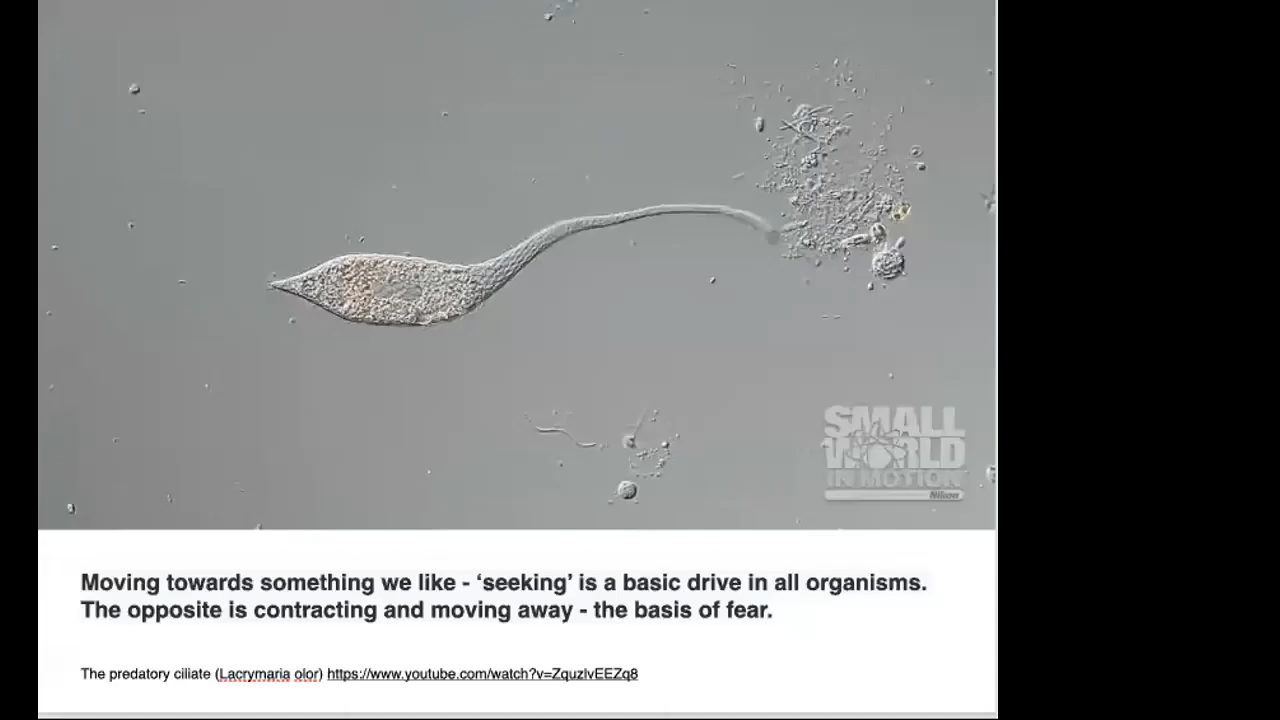 SMALL
WORLD
IN MOTION
Nikon
Moving towards something we like - ‘seeking’ is a basic drive in all organisms.
The opposite is contracting and moving away - the basis of fear.
The predatory ciliate (Lacrymaria olor) https://www.youtube.com/watch?v=ZquzIvEEZq8